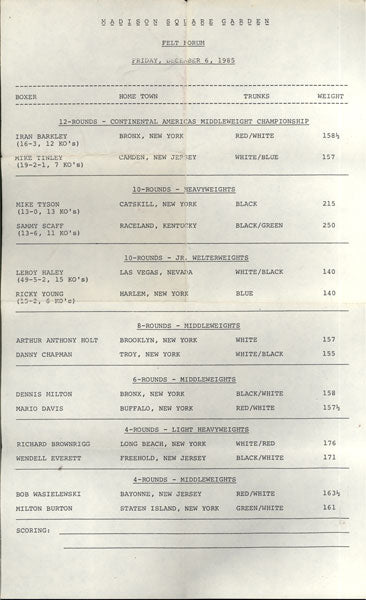 MADISON SQUARE GARDEN
FELT FORUM
FRIDAY, DECEMBER 6, 1985
BOXER HOME TOWN TRUNKS WEIGHT
12-ROUNDS - CONTINENTAL AMERICAS MIDDLEWEIGHT CHAMPIONSHIP
IRAN BARKLEY BRONX, NEW YORK RED/WHITE 158½
(16-3, 12 KO's)
MIKE TINLEY CAMDEN, NEW JERSEY WHITE/BLUE 157
(19-2-1, 7 KO's)
10-ROUNDS - HEAVYWEIGHTS
MIKE TYSON CATSKILL, NEW YORK BLACK 215
(13-0, 13 KO's)
SAMMY SCAFF RACELAND, KENTUCKY BLACK/GREEN 250
(13-6, 11 KO's)
10-ROUNDS - JR. WELTERWEIGHTS
LEROY HALEY LAS VEGAS, NEVADA WHITE/BLACK 140
(49-5-2, 15 KO's)
RICKY YOUNG HARLEM, NEW YORK BLUE 140
KO's)
8-ROUNDS - MIDDLEWEIGHTS
ARTHUR ANTHONY HOLT BROOKLYN, NEW YORK WHITE 157
DANNY CHAPMAN TROY, NEW YORK WHITE/BLACK 155
6-ROUNDS - MIDDLEWEIGHTS
DENNIS MILTON BRONX, NEW YORK BLACK/WHITE 158
MARIO DAVIS BUFFALO, NEW YORK RED/WHITE 157½
4-ROUNDS - LIGHT HEAVYWEIGHTS
RICHARD BROWNRIGG LONG BEACH, NEW YORK WHITE/RED 176
WENDELL EVERETT FREEHOLD, NEW JERSEY BLACK/WHITE 171
4-ROUNDS - MIDDLEWEIGHTS
BOB WASIELEWSKI BAYONNE, NEW JERSEY RED/WHITE 163½
MILTON BURTON STATEN ISLAND, NEW YORK GREEN/WHITE 161
SCORING: